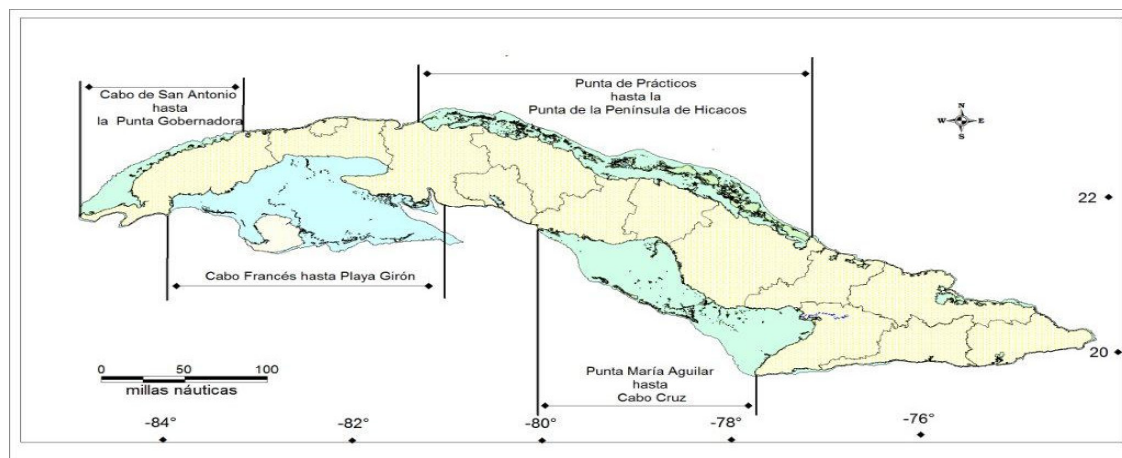 Cabo de San Antonio
hasta
la Punta Gobernadora
Punta de Prácticos
hasta la
Punta de la Península de Hicacos
N
W E
S
22
Cabo Francés hasta Playa Girón
0 50 100
millas náuticas
Punta María Aguilar
hasta
Cabo Cruz
20
-84° -82° -80° -78° -76°